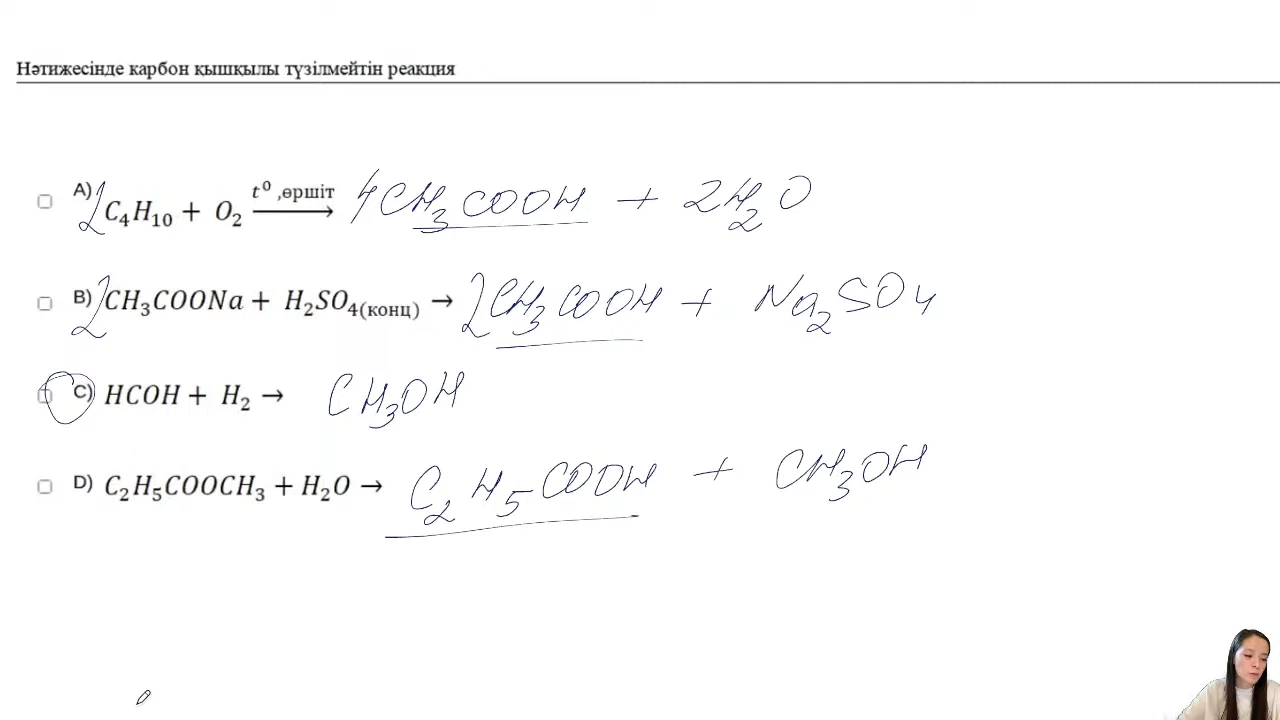 Нәтижесінде карбон қышқылы түзілмейтін реакция
A) 2C₄H₁₀ + O₂ →(t⁰ ,өршіт) 4CH₃COOH + 2H₂O
B) 2CH₃COONa + H₂SO₄(конц) → 2CH₃COOH + Na₂SO₄
C) HCOH + H₂ → CH₃OH
D) C₂H₅COOCH₃ + H₂O → C₂H₅COOH + CH₃OH